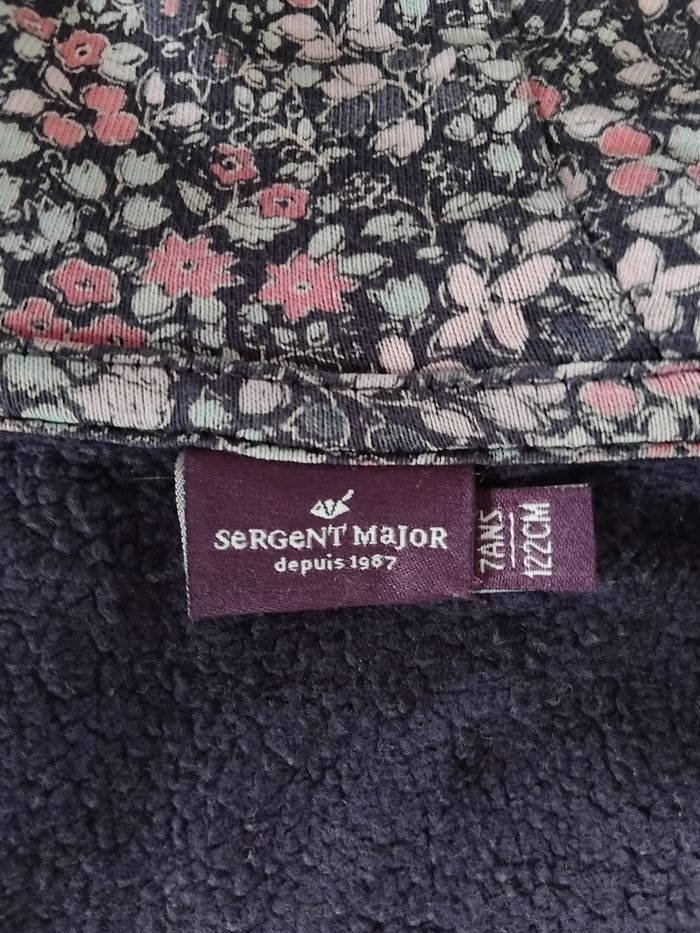 SeRGeNT MaJOR
depuis 1987
7ANS
122CM